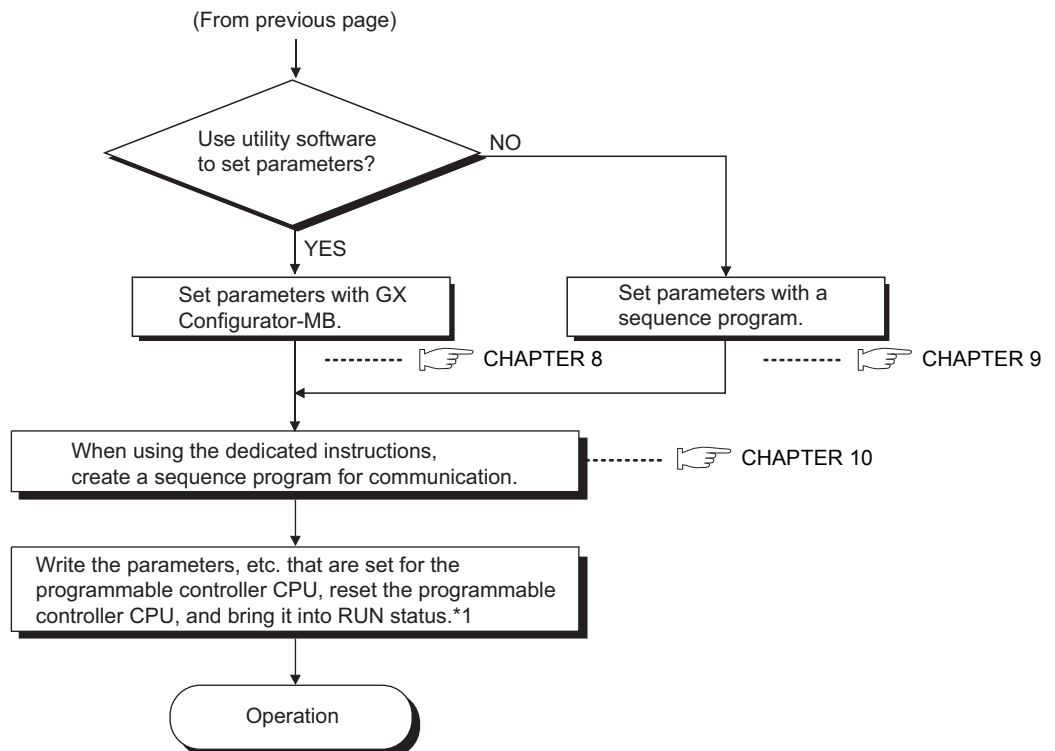 (From previous page)
Use utility software
to set parameters?
NO
YES
Set parameters with GX
Configurator-MB.
Set parameters with a
sequence program.
CHAPTER 8
CHAPTER 9
When using the dedicated instructions,
create a sequence program for communication.
CHAPTER 10
Write the parameters, etc. that are set for the
programmable controller CPU, reset the programmable
controller CPU, and bring it into RUN status.*1
Operation